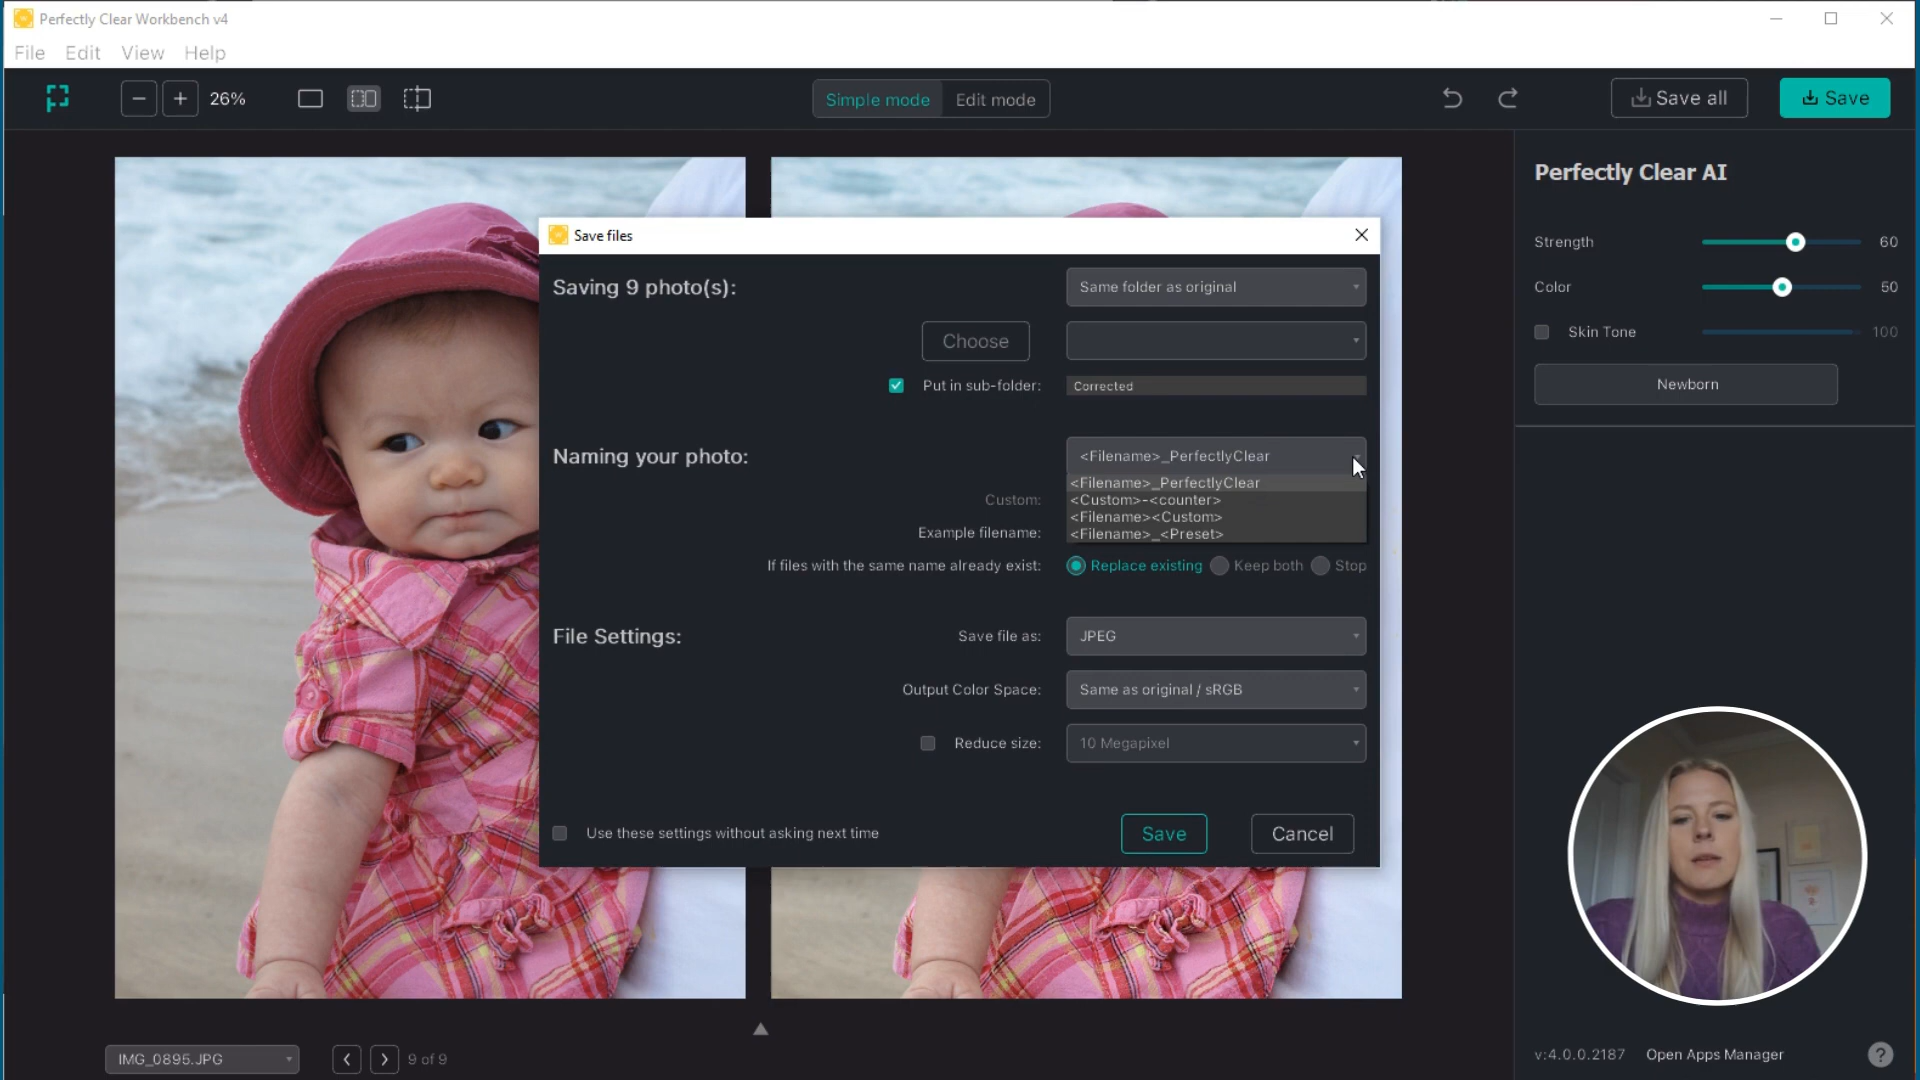 Perfectly Clear Workbench v4
File Edit View Help
26%
Simple mode Edit mode
Save all
Save
Perfectly Clear AI
Strength 60
Color 50
Skin Tone 100
Newborn
Save files
Saving 9 photo(s):
Same folder as original
Choose
Put in sub-folder: Corrected
Naming your photo:
<Filename>_PerfectlyClear
<Filename>_PerfectlyClear
<Custom>-<counter>
<Filename><Custom>
<Filename>_<Preset>
Custom:
Example filename:
If files with the same name already exist: Replace existing Keep both Stop
File Settings:
Save file as: JPEG
Output Color Space: Same as original / sRGB
Reduce size: 10 Megapixel
Use these settings without asking next time
Save
Cancel
IMG_0895.JPG
9 of 9
v:4.0.0.2187 Open Apps Manager
?